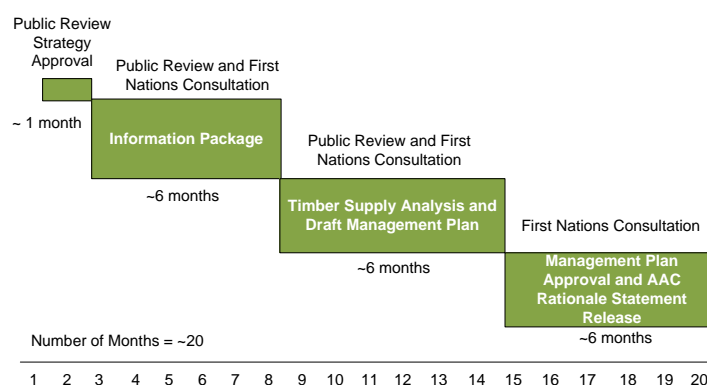 Public Review
Strategy
Approval
~ 1 month
Public Review and First
Nations Consultation
Information Package
~6 months
Public Review and First
Nations Consultation
Timber Supply Analysis and
Draft Management Plan
~6 months
First Nations Consultation
Management Plan
Approval and AAC
Rationale Statement
Release
~6 months
Number of Months = ~20
1 2 3 4 5 6 7 8 9 10 11 12 13 14 15 16 17 18 19 20